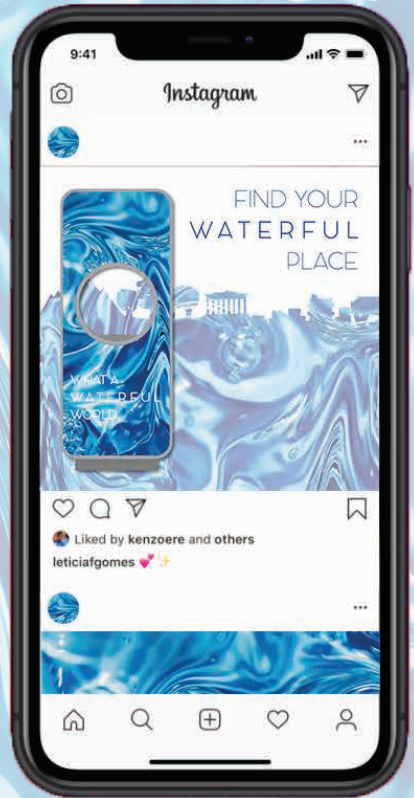 9:41
Instagram
FIND YOUR
WATERFUL
PLACE
WHAT A
WATERFUL
WORLD
Liked by kenzoere and others
leticiafgomes 💕✨